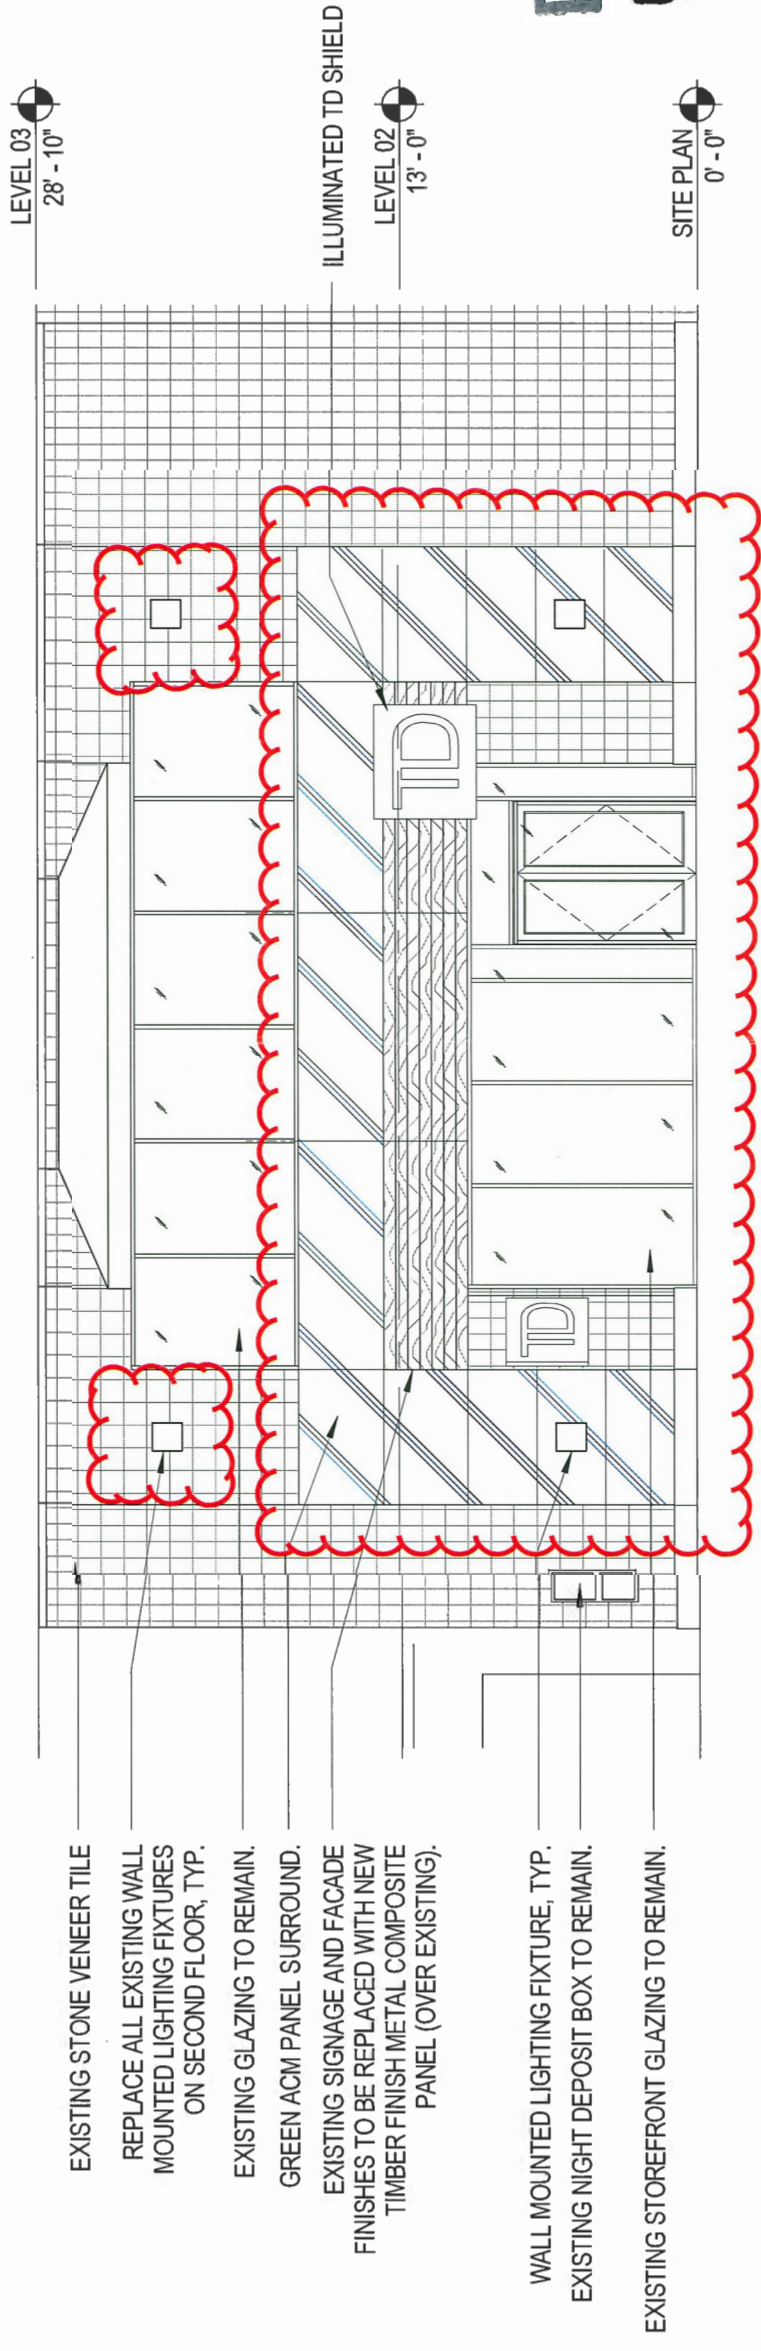 EXISTING STONE VENEER TILE
REPLACE ALL EXISTING WALL
MOUNTED LIGHTING FIXTURES
ON SECOND FLOOR, TYP.
EXISTING GLAZING TO REMAIN.
GREEN ACM PANEL SURROUND.
EXISTING SIGNAGE AND FACADE
FINISHES TO BE REPLACED WITH NEW
TIMBER FINISH METAL COMPOSITE
PANEL (OVER EXISTING).
WALL MOUNTED LIGHTING FIXTURE, TYP.
EXISTING NIGHT DEPOSIT BOX TO REMAIN.
EXISTING STOREFRONT GLAZING TO REMAIN.
TD
TD
LEVEL 03
28' - 10"
ILLUMINATED TD SHIELD
LEVEL 02
13' - 0"
SITE PLAN
0' - 0"